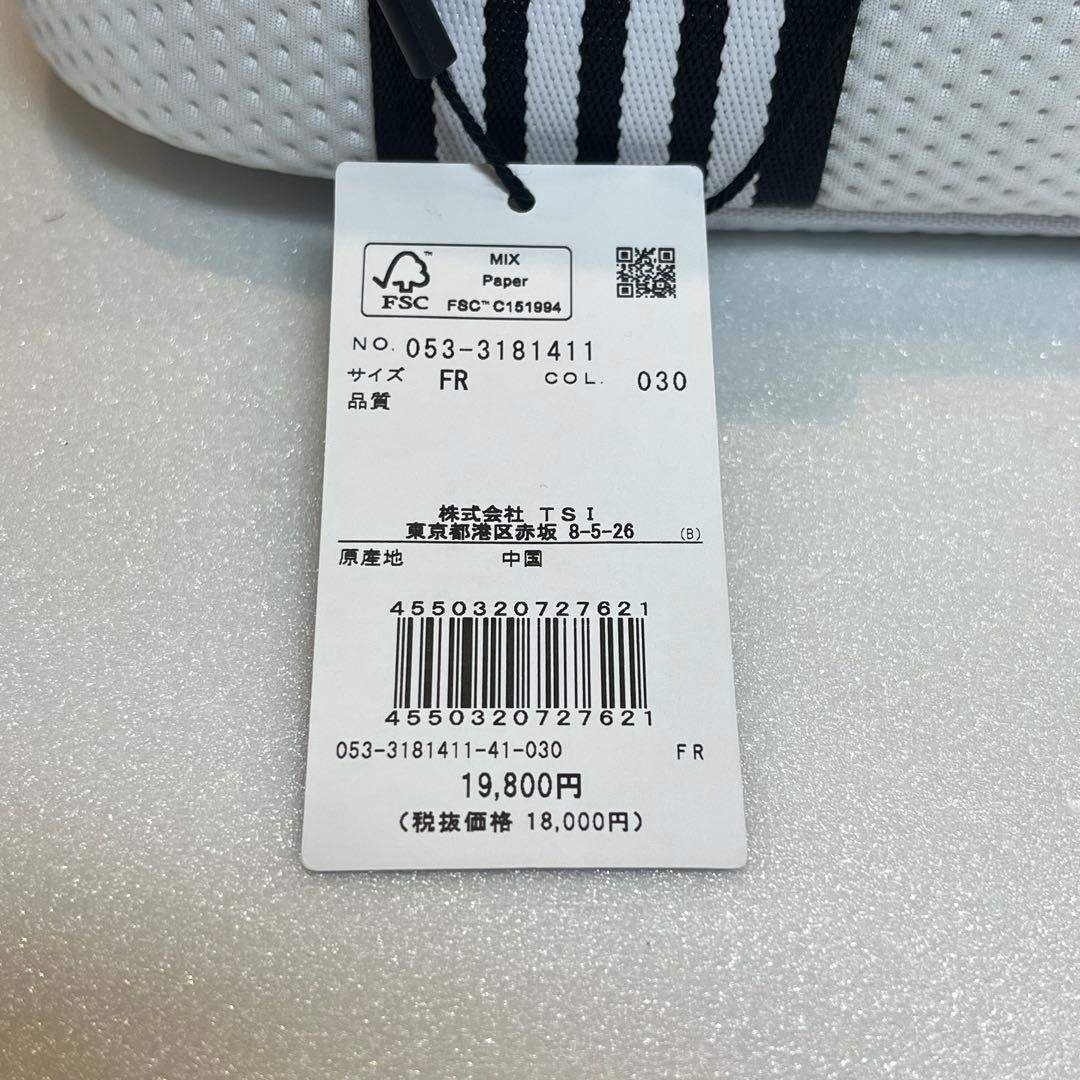 MIX
Paper
FSC™ C151994
FSC™
NO. 053-3181411
サイズ FR COL. 030
品質
株式会社 TSI
東京都港区赤坂 8-5-26 (B)
原産地 中国
4550320727621
4550320727621
053-3181411-41-030 FR
19,800円
(税抜価格 18,000円)